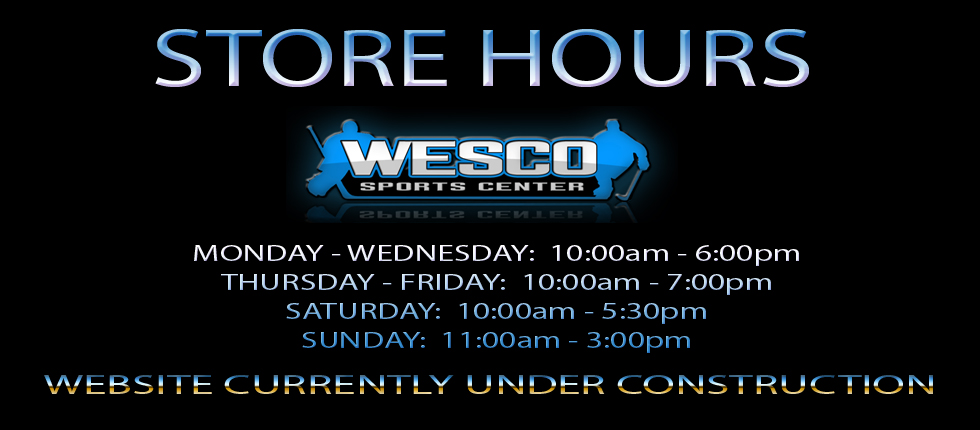 STORE HOURS
WESCO
SPORTS CENTER
MONDAY - WEDNESDAY: 10:00am - 6:00pm
THURSDAY - FRIDAY: 10:00am - 7:00pm
SATURDAY: 10:00am - 5:30pm
SUNDAY: 11:00am - 3:00pm
WEBSITE CURRENTLY UNDER CONSTRUCTION